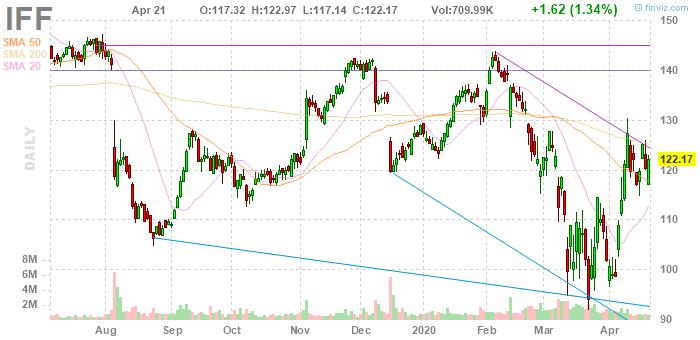 IFF
Apr 21 O:117.32 H:122.97 L:117.14 C:122.17 Vol:709.99K +1.62 (1.34%)
© finviz.com
SMA 50
SMA 200
SMA 20
DAILY
150
140
130
120
110
100
90
122.17
8M
6M
4M
2M
Aug Sep Oct Nov Dec 2020 Feb Mar Apr